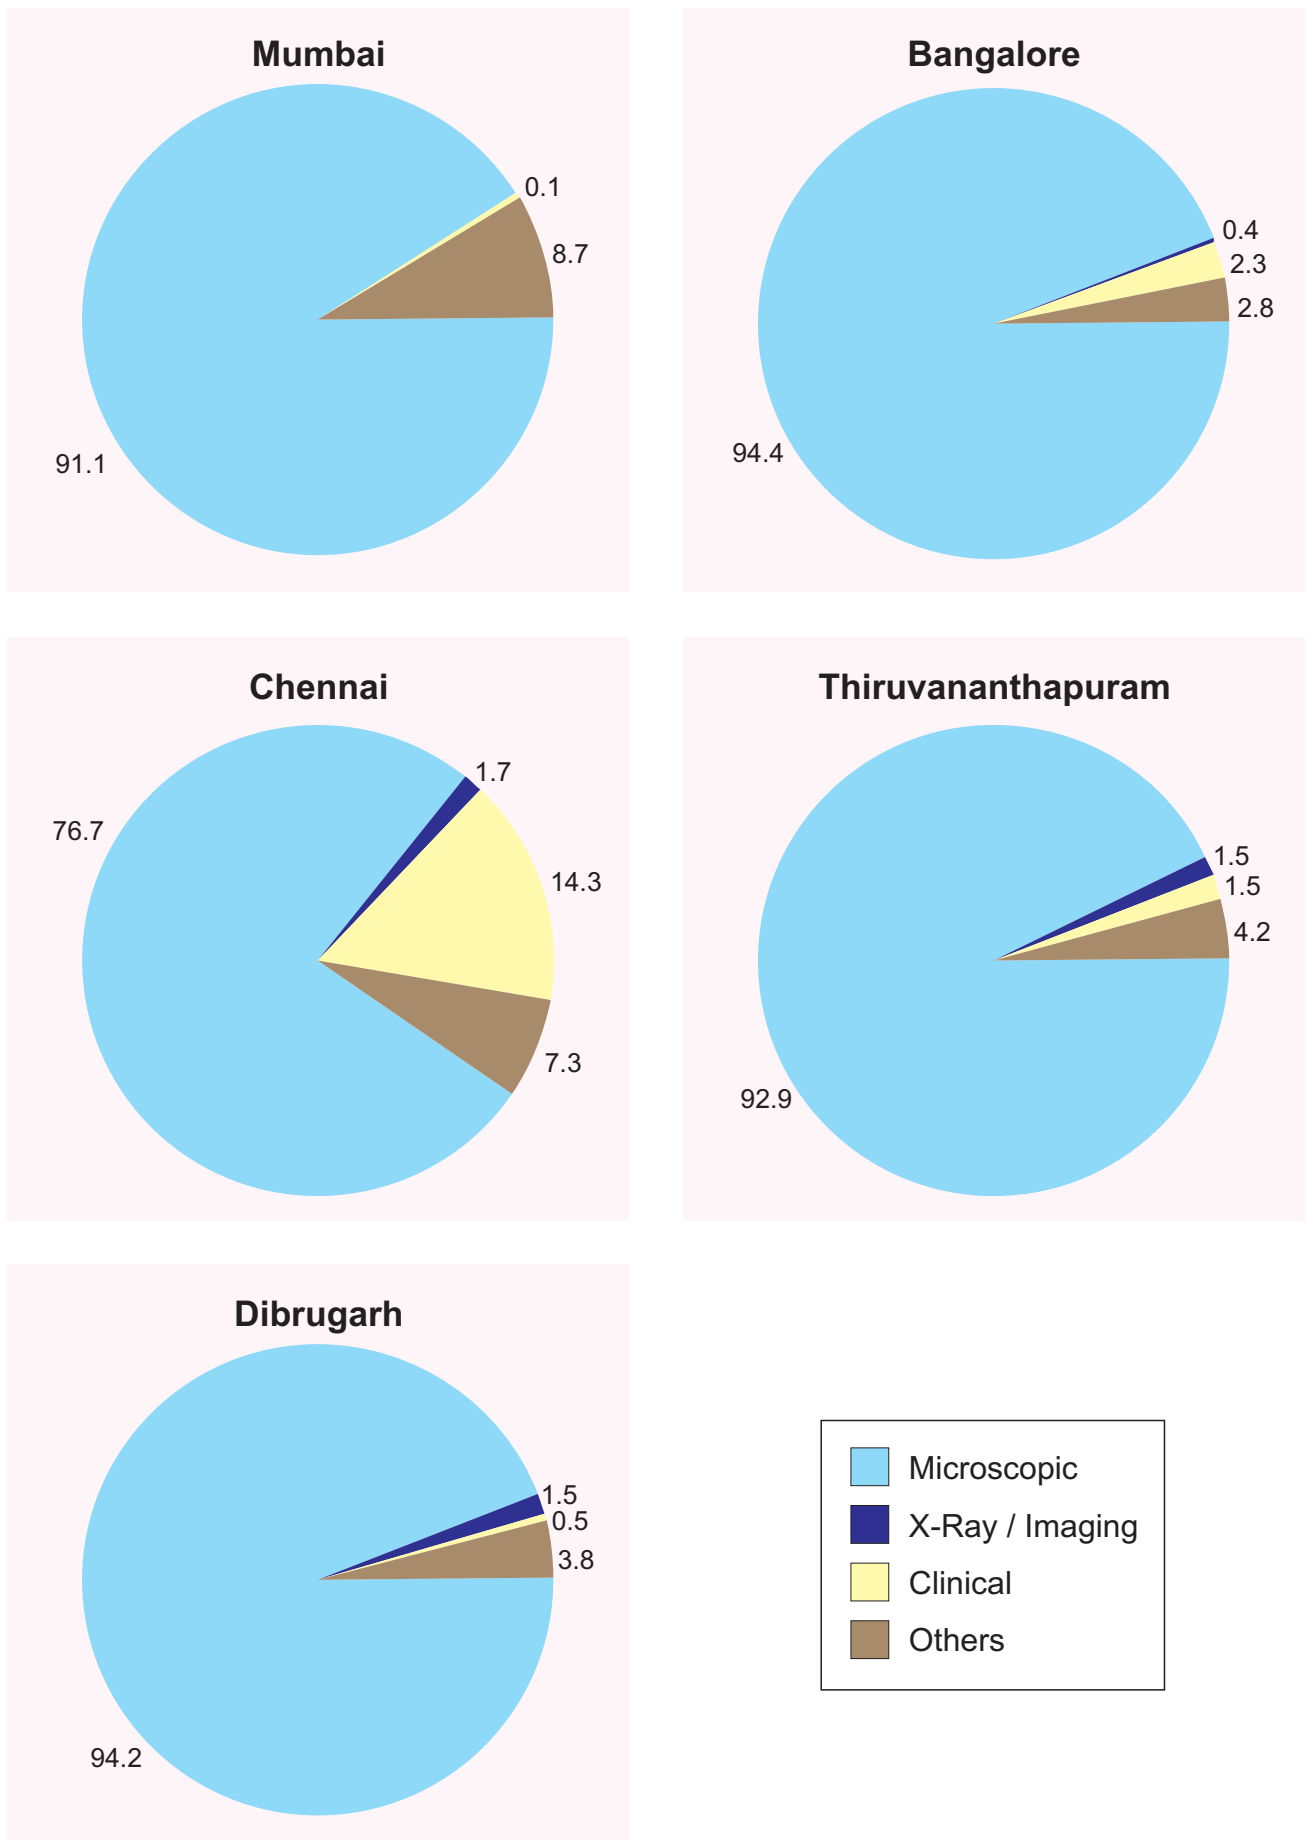 Mumbai
0.1
8.7
91.1
Bangalore
0.4
2.3
2.8
94.4
Chennai
1.7
76.7
14.3
7.3
Thiruvananthapuram
1.5
1.5
4.2
92.9
Dibrugarh
1.5
0.5
3.8
94.2
Microscopic
X-Ray / Imaging
Clinical
Others